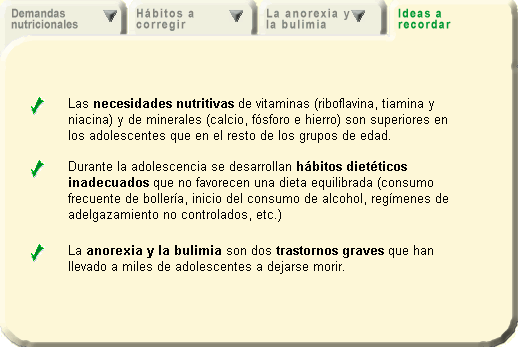 Demandas
nutricionales
Hábitos a
corregir
La anorexia y
la bulimia
Ideas a
recordar
Las necesidades nutritivas de vitaminas (riboflavina, tiamina y
niacina) y de minerales (calcio, fósforo e hierro) son superiores en
los adolescentes que en el resto de los grupos de edad.
Durante la adolescencia se desarrollan hábitos dietéticos
inadecuados que no favorecen una dieta equilibrada (consumo
frecuente de bollería, inicio del consumo de alcohol, regímenes de
adelgazamiento no controlados, etc.)
La anorexia y la bulimia son dos trastornos graves que han
llevado a miles de adolescentes a dejarse morir.